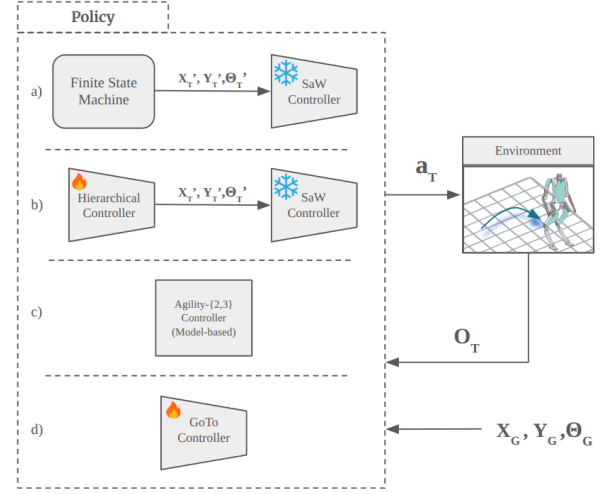 Policy
a)
Finite State
Machine
X_T', Y_T', Θ_T'
SaW
Controller
b)
Hierarchical
Controller
X_T', Y_T', Θ_T'
SaW
Controller
c)
Agility-{2,3}
Controller
(Model-based)
d)
GoTo
Controller
a_T
Environment
O_T
X_G, Y_G, Θ_G